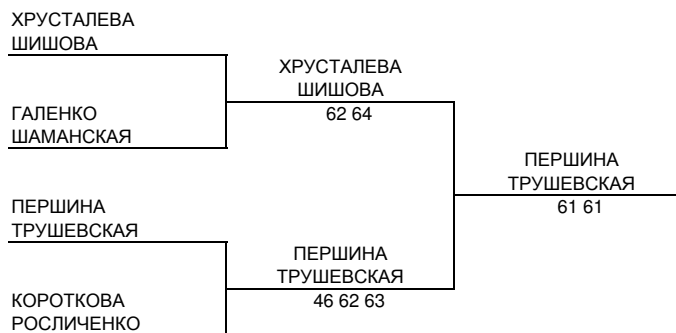 ХРУСТАЛЕВА
ШИШОВА
ХРУСТАЛЕВА
ШИШОВА
62 64
ГАЛЕНКО
ШАМАНСКАЯ
ПЕРШИНА
ТРУШЕВСКАЯ
61 61
ПЕРШИНА
ТРУШЕВСКАЯ
ПЕРШИНА
ТРУШЕВСКАЯ
46 62 63
КОРОТКОВА
РОСЛИЧЕНКО